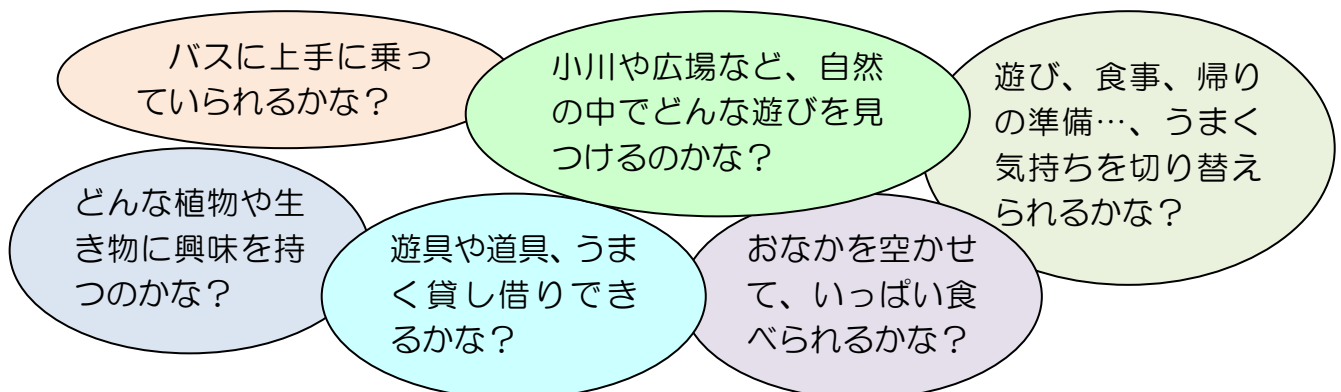 バスに上手に乗っ
ていられるかな？
小川や広場など、自然
の中でどんな遊びを見
つけるのかな？
遊び、食事、帰り
の準備…、うまく
気持ちを切り替え
られるかな？
どんな植物や生
き物に興味を持
つのかな？
遊具や道具、うま
く貸し借りでき
るかな？
おなかを空かせ
て、いっぱい食
べられるかな？